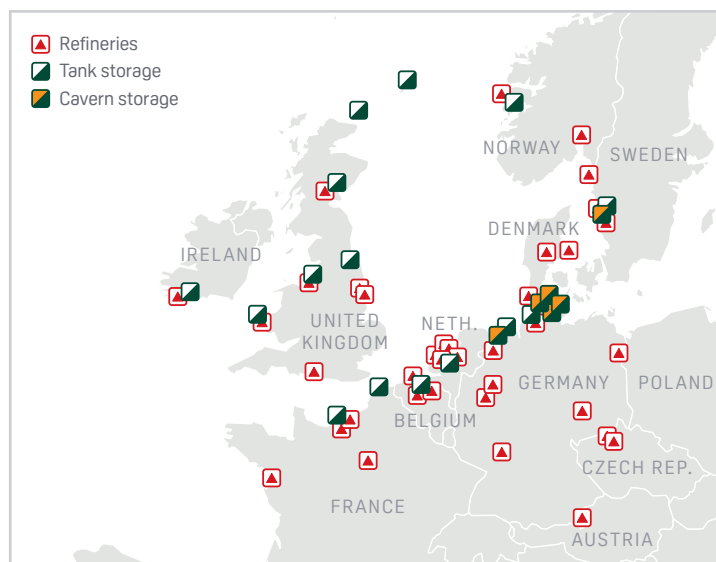 Refineries
Tank storage
Cavern storage
NORWAY
SWEDEN
DENMARK
IRELAND
UNITED
KINGDOM
NETH.
GERMANY
POLAND
BELGIUM
CZECH REP.
FRANCE
AUSTRIA